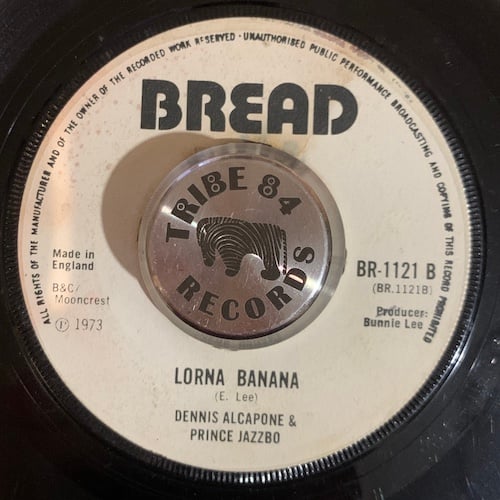 ALL RIGHTS OF THE MANUFACTURER AND OF THE OWNER OF THE RECORDED WORK RESERVED · UNAUTHORISED PUBLIC PERFORMANCE BROADCASTING AND COPYING OF THIS RECORD PROHIBITED
BREAD
TRIBE 84
RECORDS
Made in
England
B&C/
Mooncrest
℗ 1973
BR-1121 B
(BR.1121B)
Producer:
Bunnie Lee
LORNA BANANA
(E. Lee)
DENNIS ALCAPONE &
PRINCE JAZZBO